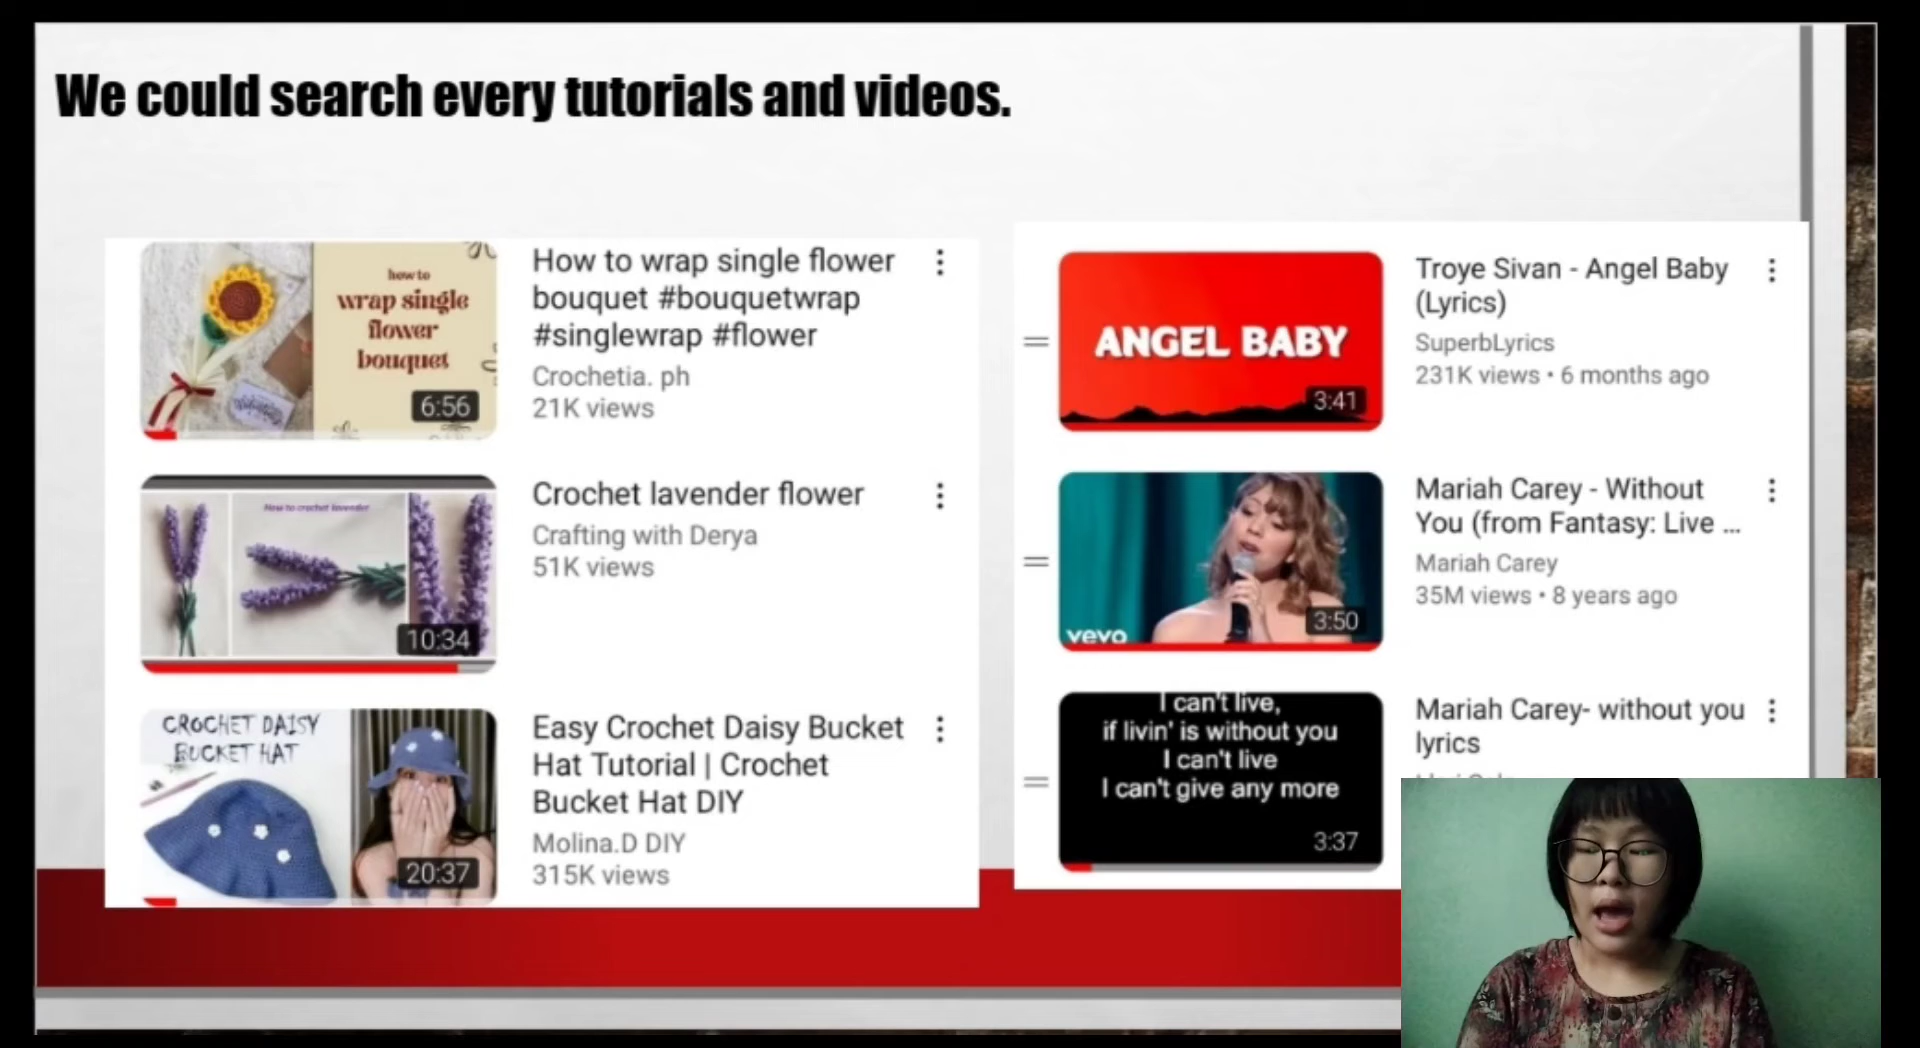 We could search every tutorials and videos.
how to
wrap single
flower
bouquet
6:56
How to wrap single flower
bouquet #bouquetwrap
#singlewrap #flower
Crochetia. ph
21K views
How to crochet lavender
10:34
Crochet lavender flower
Crafting with Derya
51K views
CROCHET DAISY
BUCKET HAT
20:37
Easy Crochet Daisy Bucket
Hat Tutorial | Crochet
Bucket Hat DIY
Molina.D DIY
315K views
ANGEL BABY
3:41
Troye Sivan - Angel Baby
(Lyrics)
SuperbLyrics
231K views • 6 months ago
vevo
3:50
Mariah Carey - Without
You (from Fantasy: Live ...
Mariah Carey
35M views • 8 years ago
I can't live,
if livin' is without you
I can't live
I can't give any more
3:37
Mariah Carey- without you
lyrics